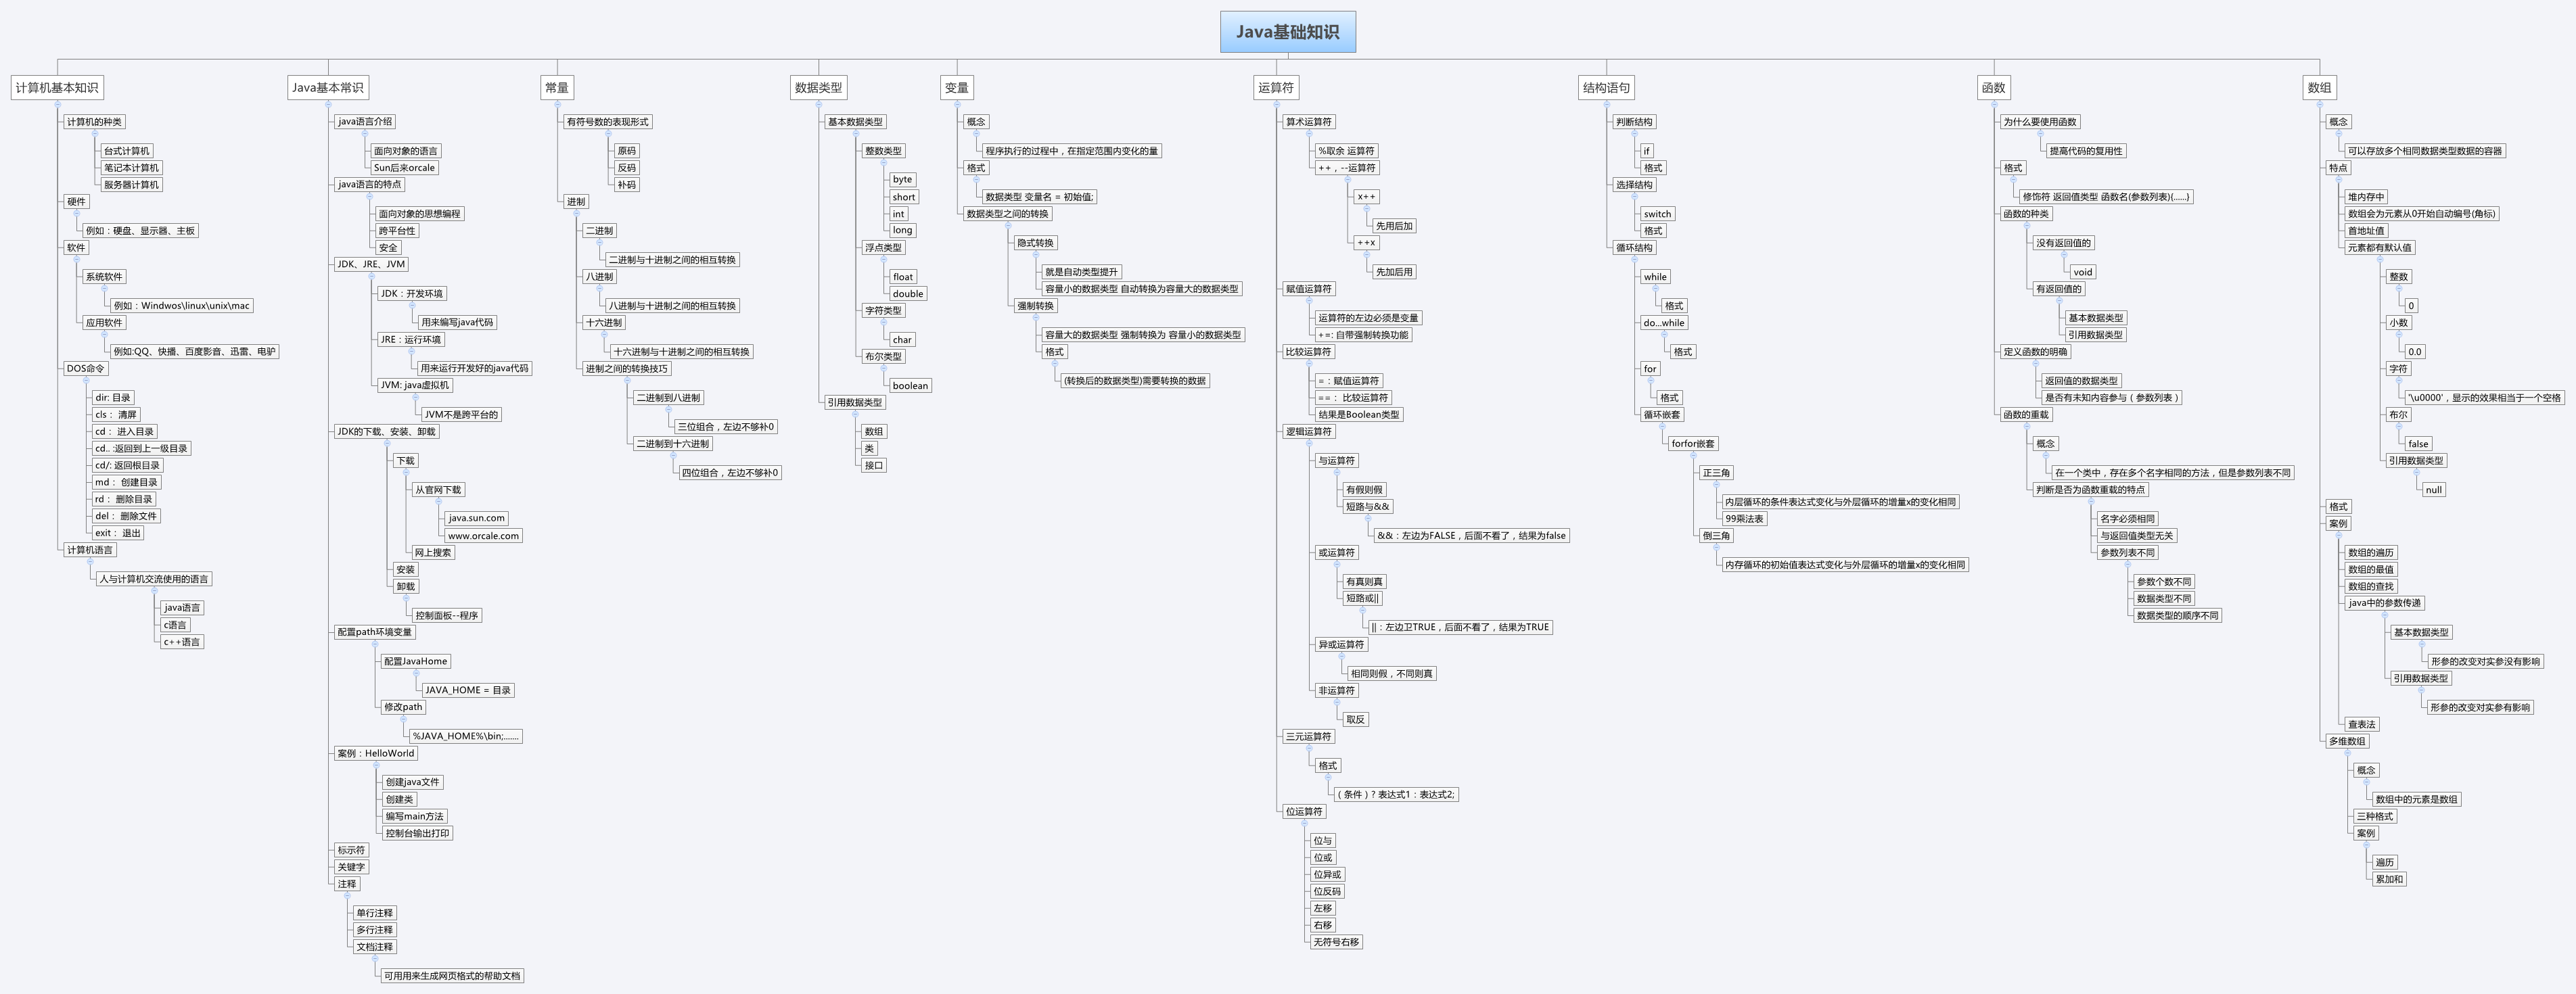 Java基础知识
计算机基本知识
计算机的种类
台式计算机
笔记本计算机
服务器计算机
硬件
例如：硬盘、显示器、主板
软件
系统软件
例如：Windwos\linux\unix\mac
应用软件
例如:QQ、快播、百度影音、迅雷、电驴
DOS命令
dir: 目录
cls： 清屏
cd： 进入目录
cd.. :返回到上一级目录
cd/: 返回根目录
md： 创建目录
rd： 删除目录
del： 删除文件
exit： 退出
计算机语言
人与计算机交流使用的语言
java语言
c语言
c++语言
Java基本常识
java语言介绍
面向对象的语言
Sun后来orcale
java语言的特点
面向对象的思想编程
跨平台性
安全
JDK、JRE、JVM
JDK：开发环境
用来编写java代码
JRE：运行环境
用来运行开发好的java代码
JVM: java虚拟机
JVM不是跨平台的
JDK的下载、安装、卸载
下载
从官网下载
java.sun.com
www.orcale.com
网上搜索
安装
卸载
控制面板--程序
配置path环境变量
配置JavaHome
JAVA_HOME = 目录
修改path
%JAVA_HOME%\bin;.......
案例：HelloWorld
创建java文件
创建类
编写main方法
控制台输出打印
标示符
关键字
注释
单行注释
多行注释
文档注释
可用用来生成网页格式的帮助文档
常量
有符号数的表现形式
原码
反码
补码
进制
二进制
二进制与十进制之间的相互转换
八进制
八进制与十进制之间的相互转换
十六进制
十六进制与十进制之间的相互转换
进制之间的转换技巧
二进制到八进制
三位组合，左边不够补0
二进制到十六进制
四位组合，左边不够补0
数据类型
基本数据类型
整数类型
byte
short
int
long
浮点类型
float
double
字符类型
char
布尔类型
boolean
引用数据类型
数组
类
接口
变量
概念
程序执行的过程中，在指定范围内变化的量
格式
数据类型 变量名 = 初始值;
数据类型之间的转换
隐式转换
就是自动类型提升
容量小的数据类型 自动转换为容量大的数据类型
强制转换
容量大的数据类型 强制转换为 容量小的数据类型
格式
(转换后的数据类型)需要转换的数据
运算符
算术运算符
%取余 运算符
++，--运算符
x++
先用后加
++x
先加后用
赋值运算符
运算符的左边必须是变量
+=: 自带强制转换功能
比较运算符
=：赋值运算符
==： 比较运算符
结果是Boolean类型
逻辑运算符
与运算符
有假则假
短路与&&
&&：左边为FALSE，后面不看了，结果为false
或运算符
有真则真
短路或||
||：左边卫TRUE，后面不看了，结果为TRUE
异或运算符
相同则假，不同则真
非运算符
取反
三元运算符
格式
( 条件 ) ? 表达式1：表达式2;
位运算符
位与
位或
位异或
位反码
左移
右移
无符号右移
结构语句
判断结构
if
格式
选择结构
switch
格式
循环结构
while
格式
do...while
格式
for
格式
循环嵌套
forfor嵌套
正三角
内层循环的条件表达式变化与外层循环的增量x的变化相同
99乘法表
倒三角
内存循环的初始值表达式变化与外层循环的增量x的变化相同
函数
为什么要使用函数
提高代码的复用性
格式
修饰符 返回值类型 函数名(参数列表){......}
函数的种类
没有返回值的
void
有返回值的
基本数据类型
引用数据类型
定义函数的明确
返回值的数据类型
是否有未知内容参与（参数列表）
函数的重载
概念
在一个类中，存在多个名字相同的方法，但是参数列表不同
判断是否为函数重载的特点
名字必须相同
与返回值类型无关
参数列表不同
参数个数不同
数据类型不同
数据类型的顺序不同
数组
概念
可以存放多个相同数据类型数据的容器
特点
堆内存中
数组会为元素从0开始自动编号(角标)
首地址值
元素都有默认值
整数
0
小数
0.0
字符
'\u0000'，显示的效果相当于一个空格
布尔
false
引用数据类型
null
格式
案例
数组的遍历
数组的最值
数组的查找
java中的参数传递
基本数据类型
形参的改变对实参没有影响
引用数据类型
形参的改变对实参有影响
查表法
多维数组
概念
数组中的元素是数组
三种格式
案例
遍历
累加和